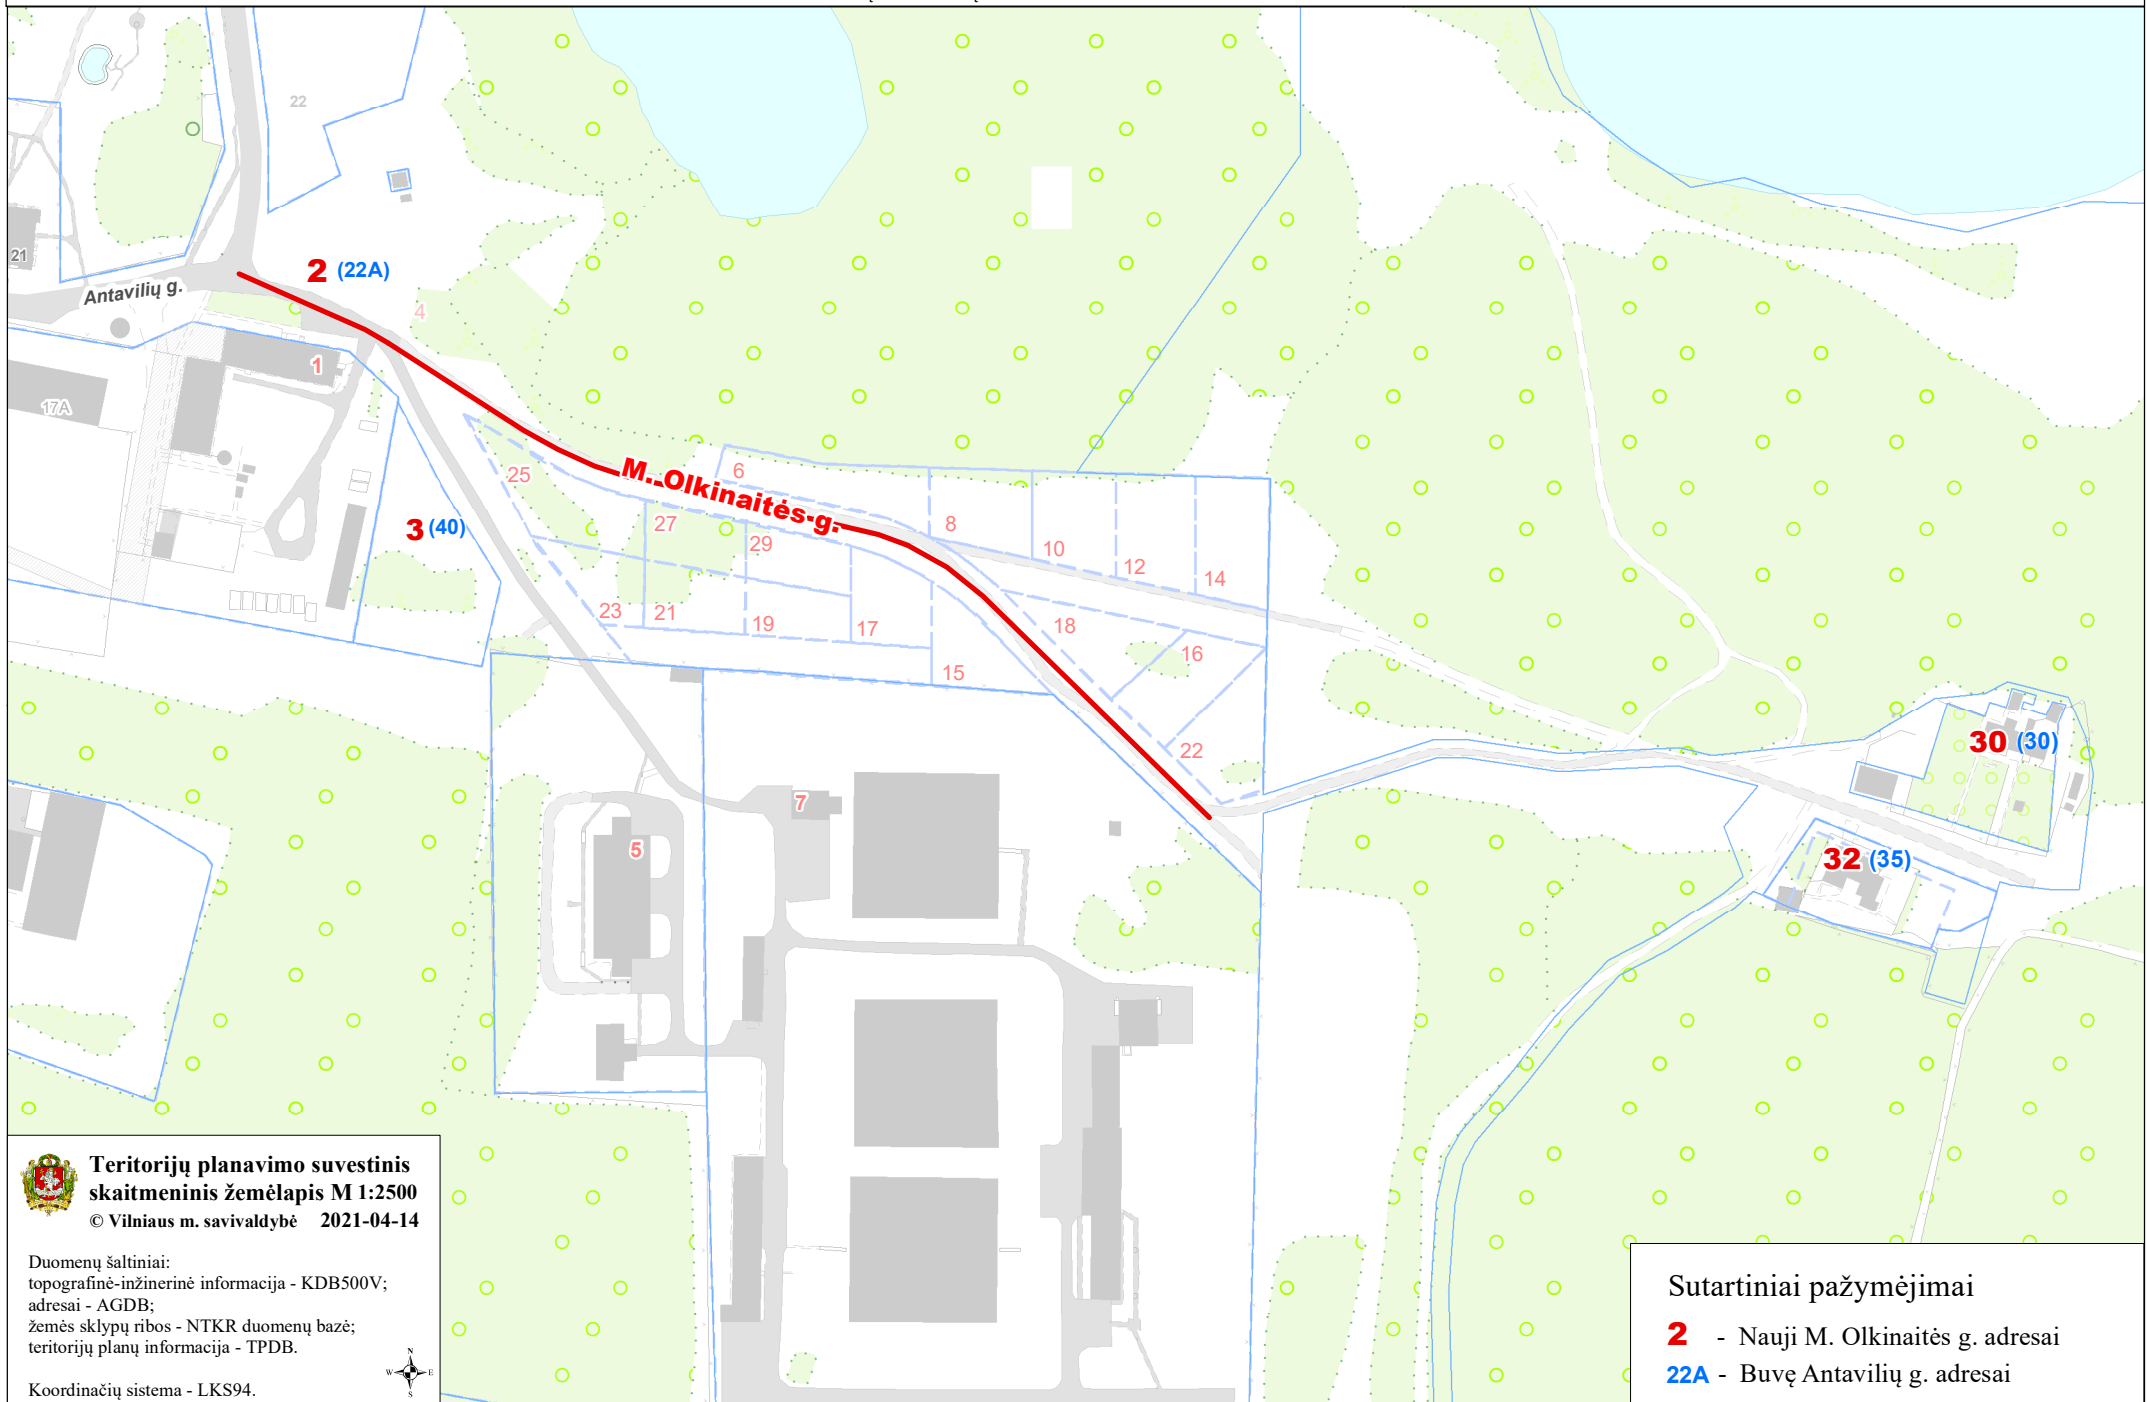 22
21
2 (22A)
Antavilių g.
4
1
17A
3 (40)
25
6
M. Olkinaitės g.
27
29
8
10
12
14
23
21
19
17
18
16
15
22
7
5
30 (30)
32 (35)
Teritorijų planavimo suvestinis
skaitmeninis žemėlapis M 1:2500
© Vilniaus m. savivaldybė 2021-04-14
Duomenų šaltiniai:
topografinė-inžinerinė informacija - KDB500V;
adresai - AGDB;
žemės sklypų ribos - NTKR duomenų bazė;
teritorijų planų informacija - TPDB.
Koordinačių sistema - LKS94.
N
W E
S
Sutartiniai pažymėjimai
2 - Nauji M. Olkinaitės g. adresai
22A - Buvę Antavilių g. adresai